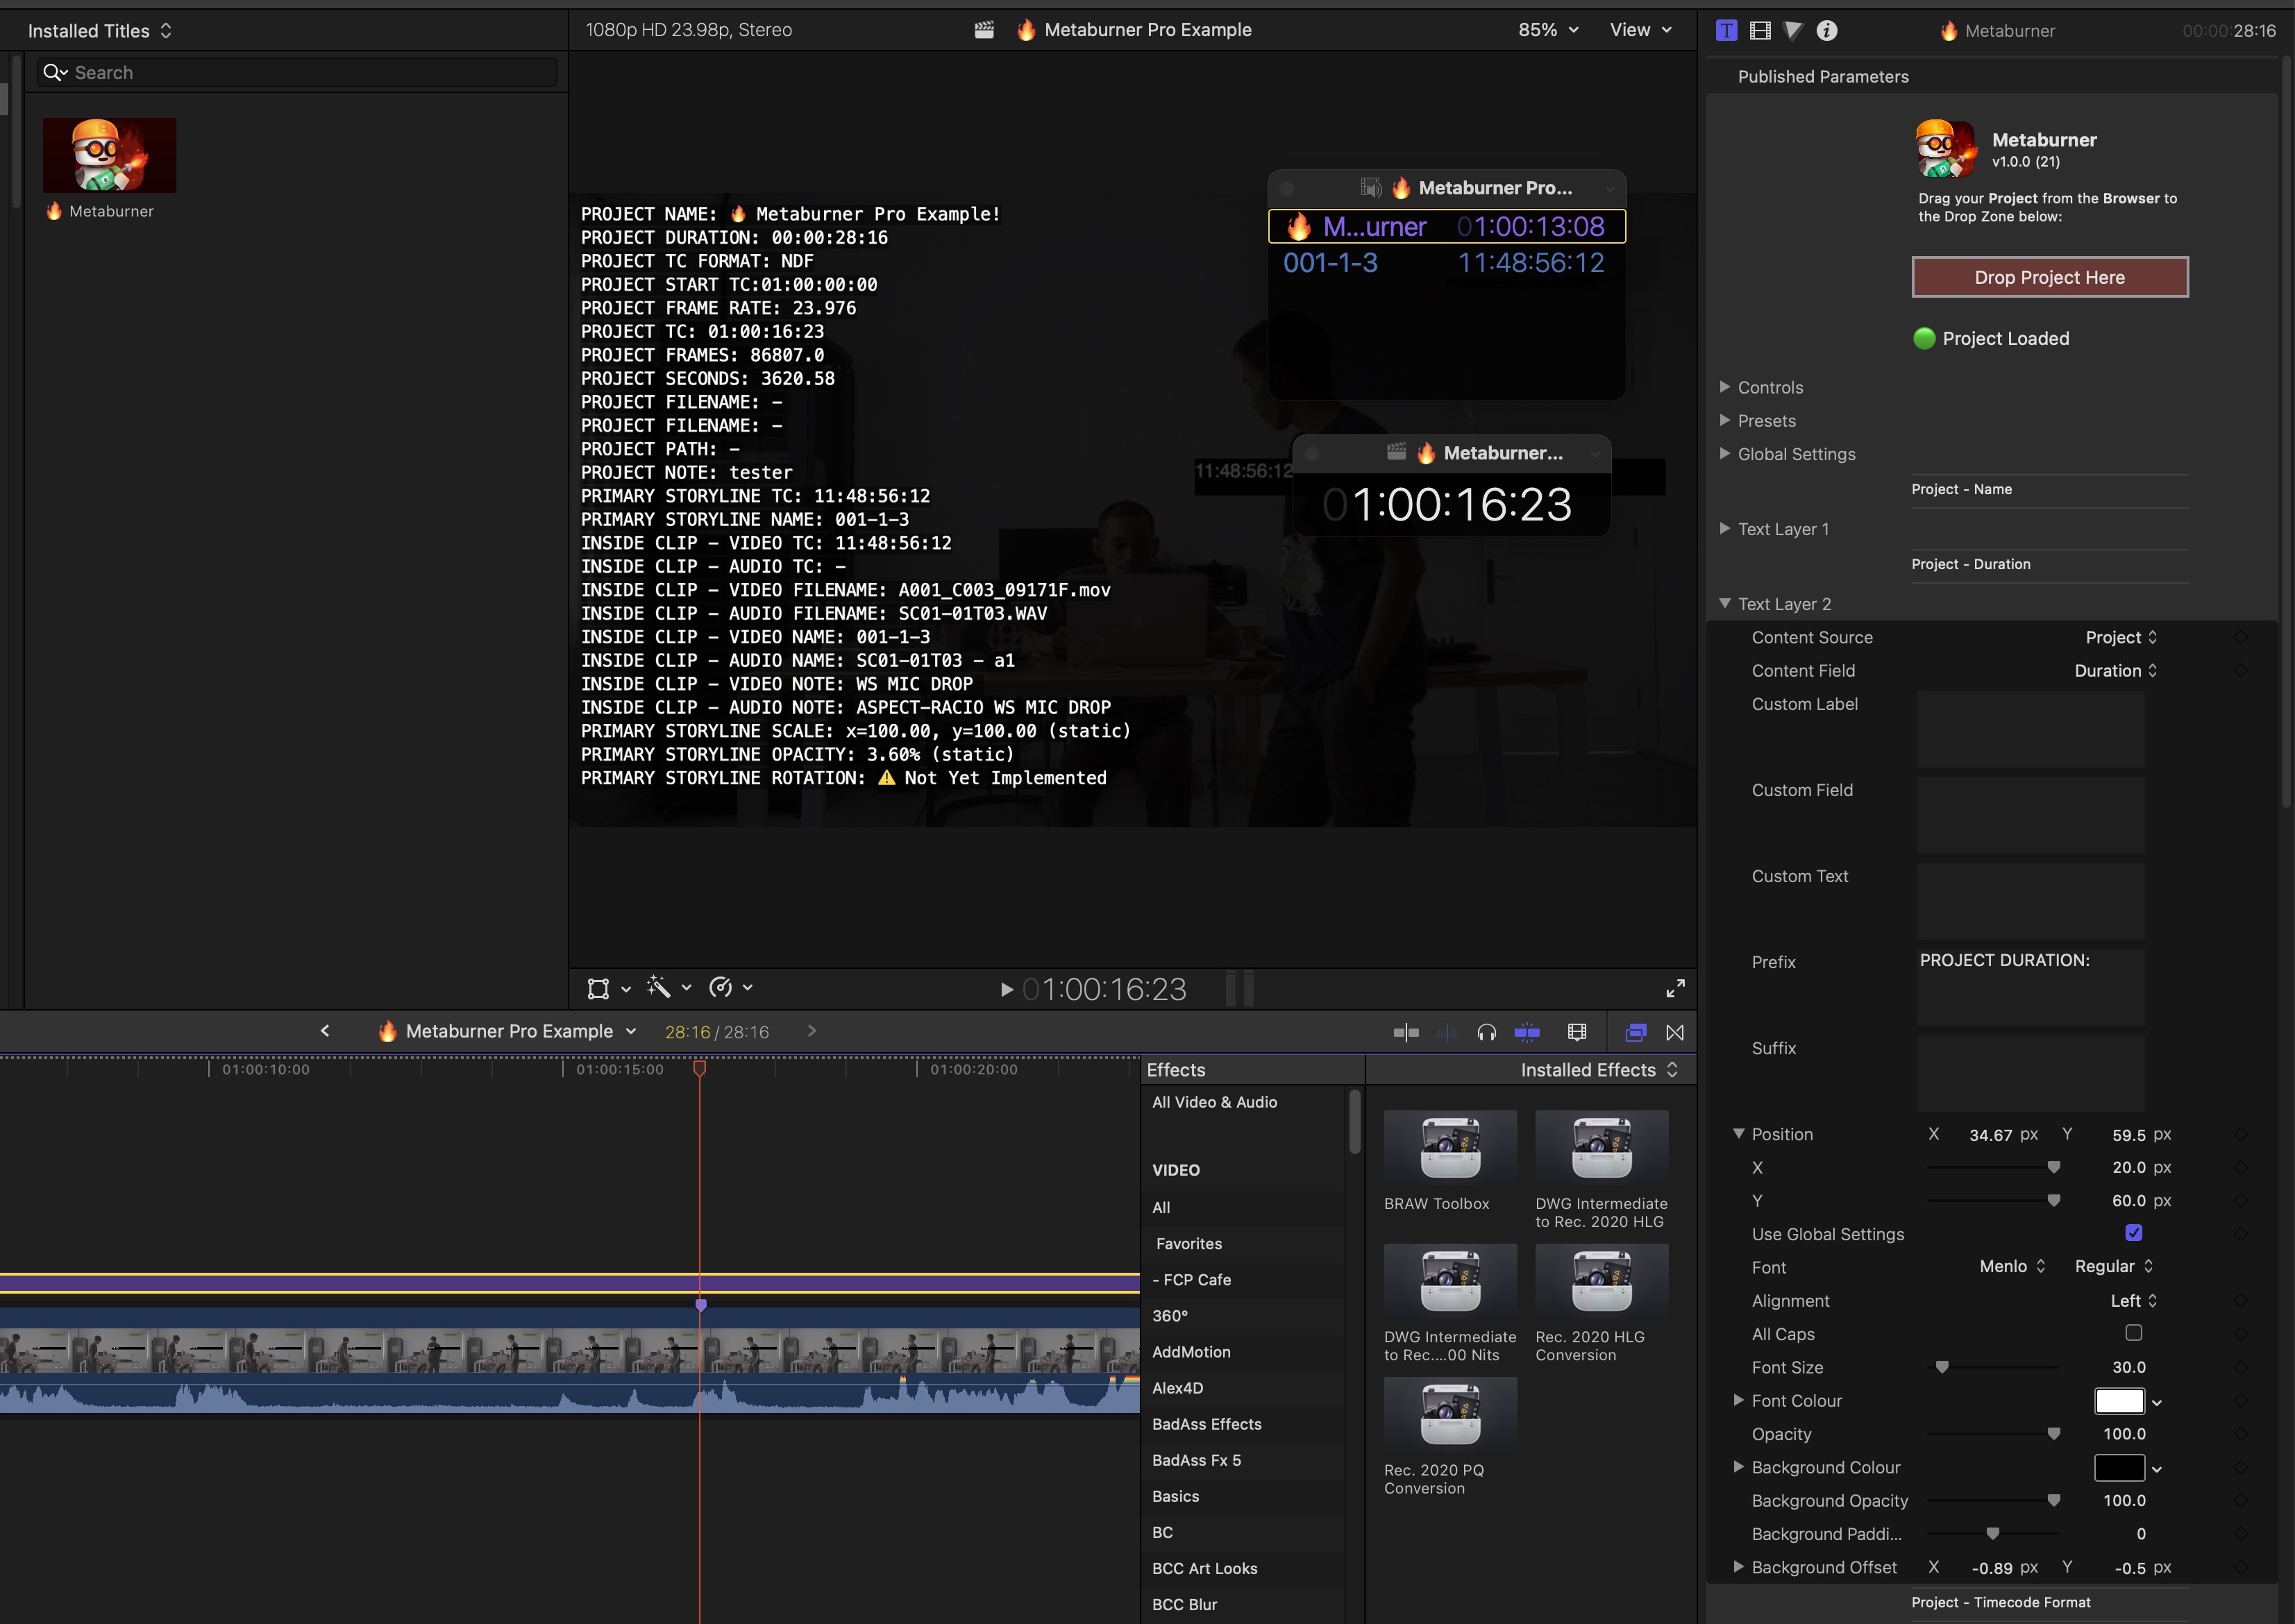 Installed Titles
Search
Metaburner
1080p HD 23.98p, Stereo
🔥 Metaburner Pro Example
85%
View
PROJECT NAME: 🔥 Metaburner Pro Example!
PROJECT DURATION: 00:00:28:16
PROJECT TC FORMAT: NDF
PROJECT START TC:01:00:00:00
PROJECT FRAME RATE: 23.976
PROJECT TC: 01:00:16:23
PROJECT FRAMES: 86807.0
PROJECT SECONDS: 3620.58
PROJECT FILENAME: –
PROJECT FILENAME: –
PROJECT PATH: –
PROJECT NOTE: tester
PRIMARY STORYLINE TC: 11:48:56:12
PRIMARY STORYLINE NAME: 001-1-3
INSIDE CLIP – VIDEO TC: 11:48:56:12
INSIDE CLIP – AUDIO TC: –
INSIDE CLIP – VIDEO FILENAME: A001_C003_09171F.mov
INSIDE CLIP – AUDIO FILENAME: SC01-01T03.WAV
INSIDE CLIP – VIDEO NAME: 001-1-3
INSIDE CLIP – AUDIO NAME: SC01-01T03 – a1
INSIDE CLIP – VIDEO NOTE: WS MIC DROP
INSIDE CLIP – AUDIO NOTE: ASPECT-RACIO WS MIC DROP
PRIMARY STORYLINE SCALE: x=100.00, y=100.00 (static)
PRIMARY STORYLINE OPACITY: 3.60% (static)
PRIMARY STORYLINE ROTATION: ⚠️ Not Yet Implemented
🔥 Metaburner Pro...
🔥 M...urner 01:00:13:08
001-1-3 11:48:56:12
11:48:56:12
🔥 Metaburner...
01:00:16:23
01:00:16:23
🔥 Metaburner Pro Example
28:16 / 28:16
01:00:10:00
01:00:15:00
01:00:20:00
Effects
All Video & Audio
VIDEO
All
Favorites
- FCP Cafe
360°
AddMotion
Alex4D
BadAss Effects
BadAss Fx 5
Basics
BC
BCC Art Looks
BCC Blur
Installed Effects
BRAW Toolbox
DWG Intermediate
to Rec. 2020 HLG
DWG Intermediate
to Rec....00 Nits
Rec. 2020 HLG
Conversion
Rec. 2020 PQ
Conversion
T
🔥 Metaburner
00:00:28:16
Published Parameters
Metaburner
v1.0.0 (21)
Drag your Project from the Browser to
the Drop Zone below:
Drop Project Here
Project Loaded
Controls
Presets
Global Settings
Project - Name
Text Layer 1
Project - Duration
Text Layer 2
Content Source Project
Content Field Duration
Custom Label
Custom Field
Custom Text
Prefix PROJECT DURATION:
Suffix
Position X 34.67 px Y 59.5 px
X 20.0 px
Y 60.0 px
Use Global Settings
Font Menlo Regular
Alignment Left
All Caps
Font Size 30.0
Font Colour
Opacity 100.0
Background Colour
Background Opacity 100.0
Background Paddi... 0
Background Offset X -0.89 px Y -0.5 px
Project - Timecode Format